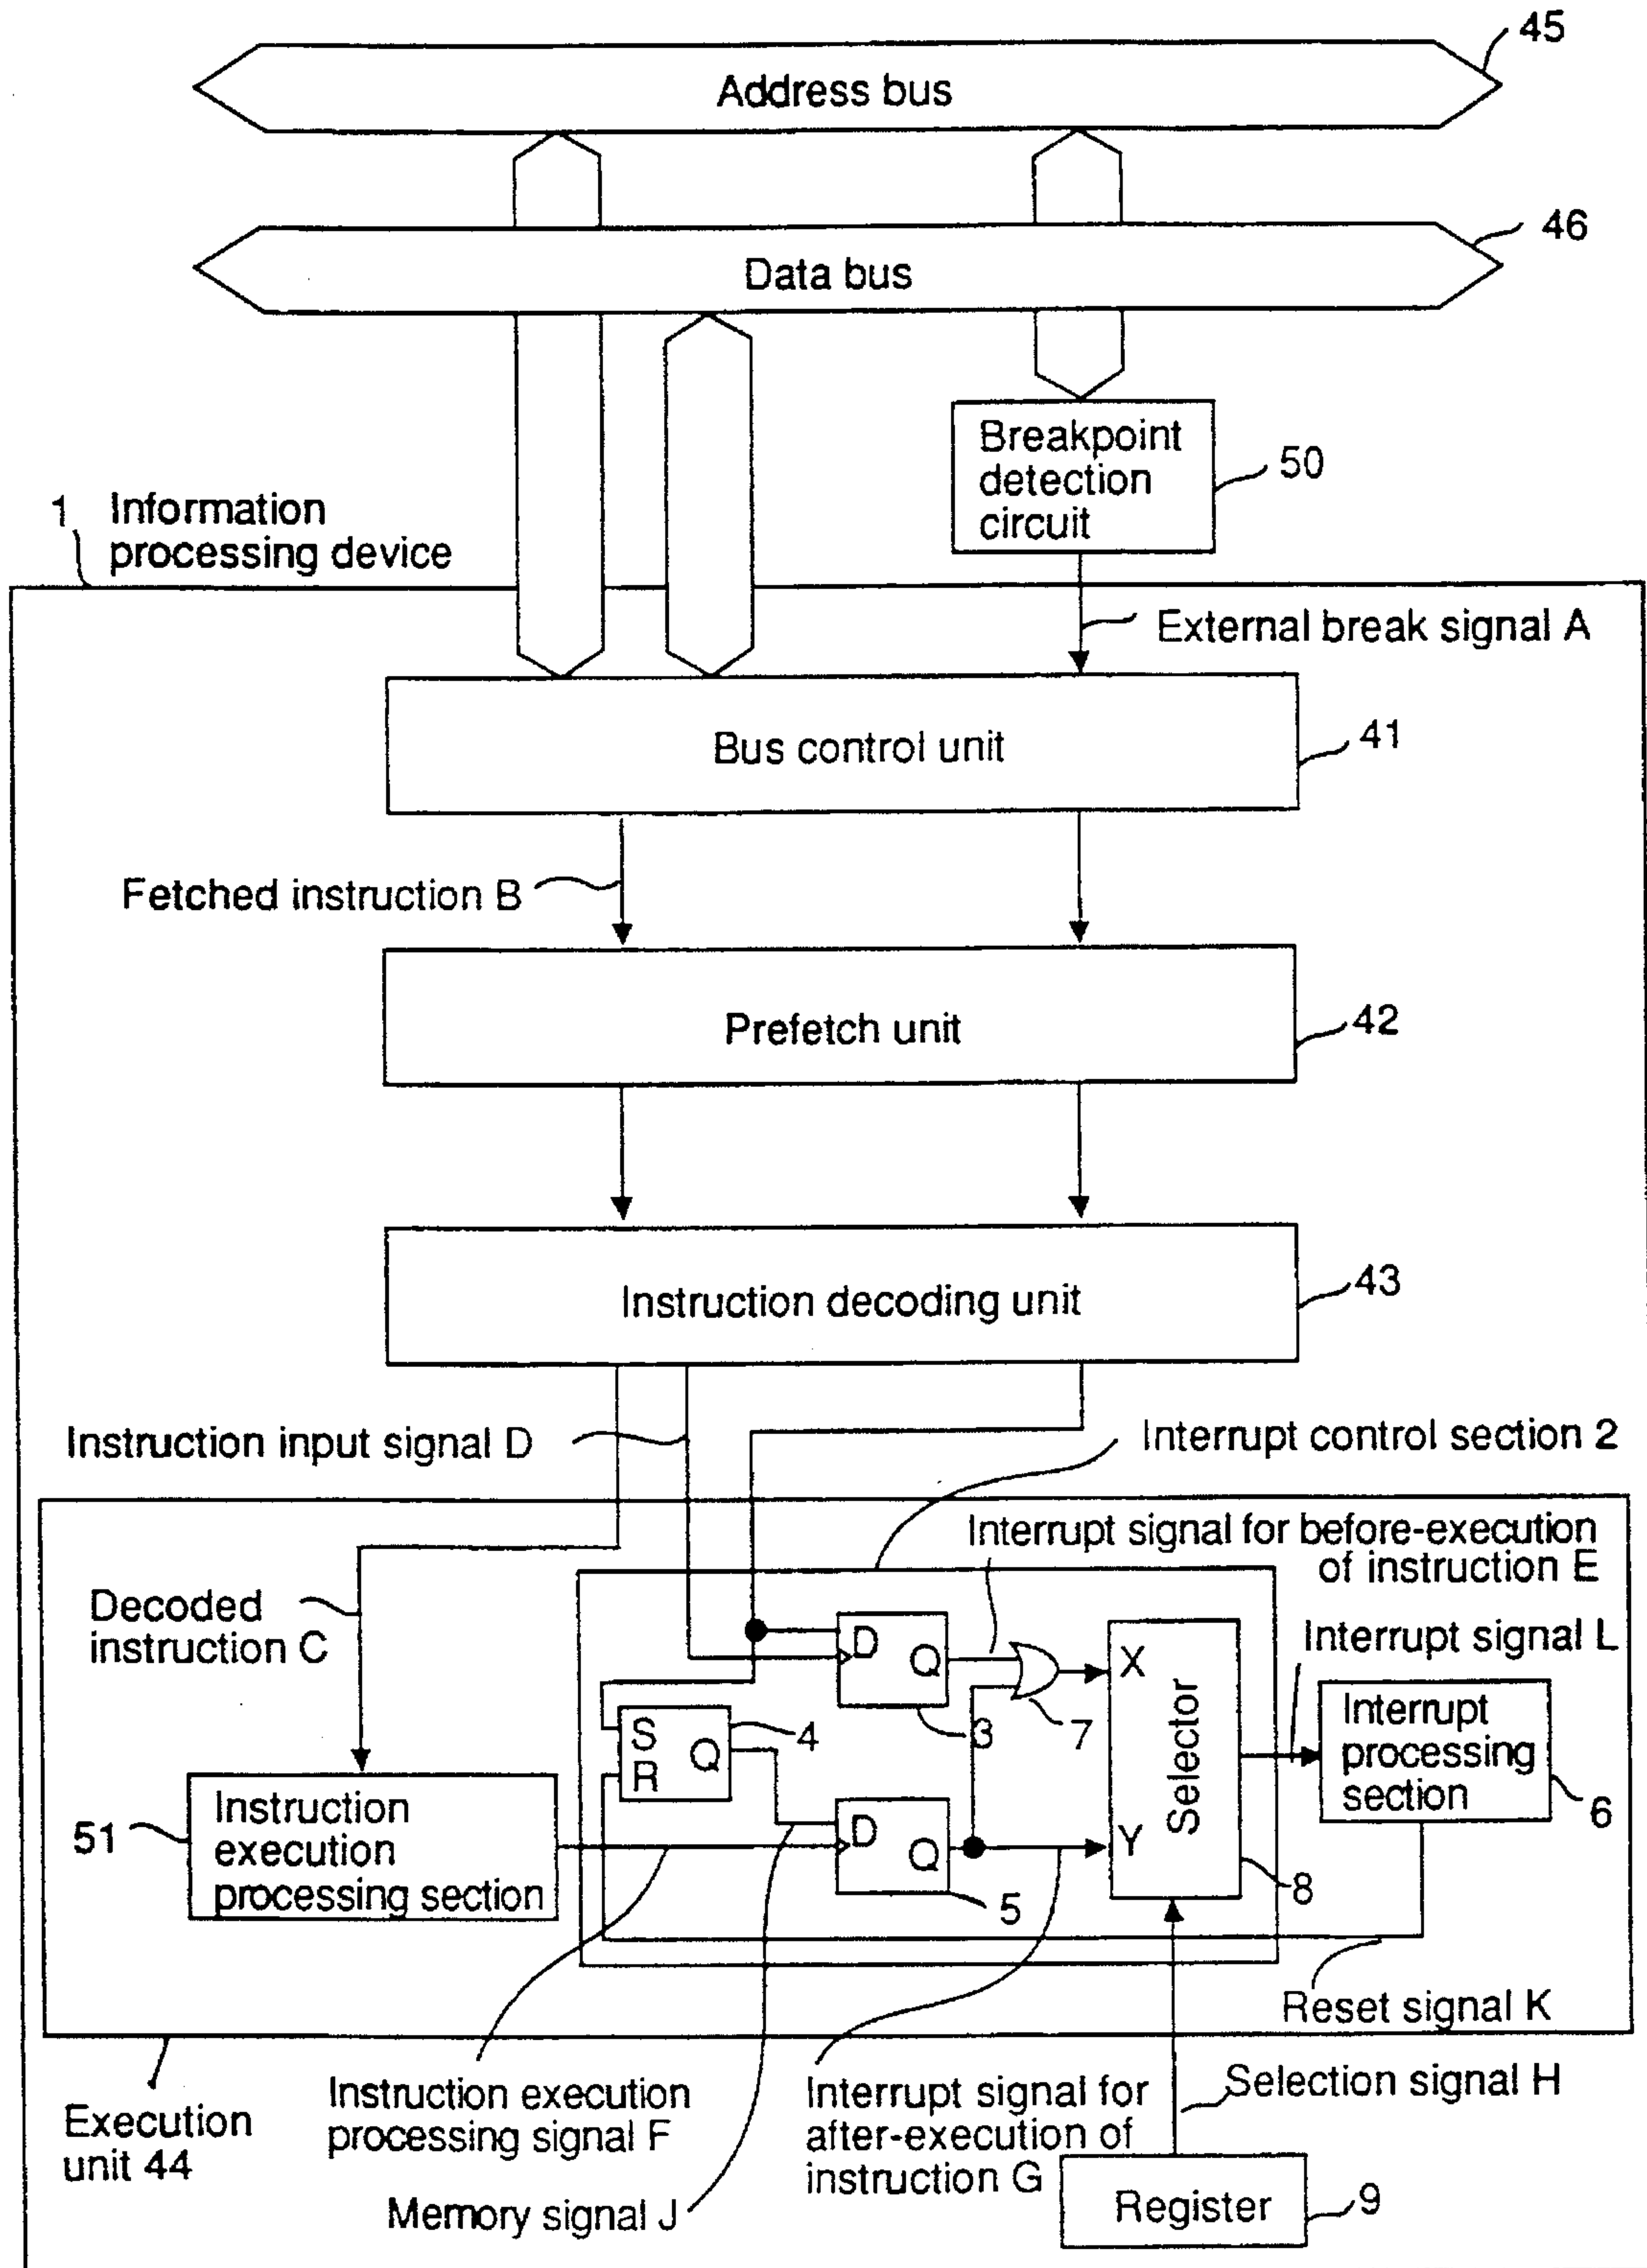 45
Address bus
46
Data bus
Breakpoint
detection
circuit
50
1
Information
processing device
External break signal A
Bus control unit
41
Fetched instruction B
Prefetch unit
42
Instruction decoding unit
43
Instruction input signal D
Interrupt control section 2
Interrupt signal for before-execution
of instruction E
Decoded
instruction C
D
Q
3
7
X
Selector
Y
8
Interrupt signal L
Interrupt
processing
section
6
S
R
Q
4
51
Instruction
execution
processing section
D
Q
5
Reset signal K
Execution
unit 44
Instruction execution
processing signal F
Memory signal J
Interrupt signal for
after-execution of
instruction G
Selection signal H
Register
9